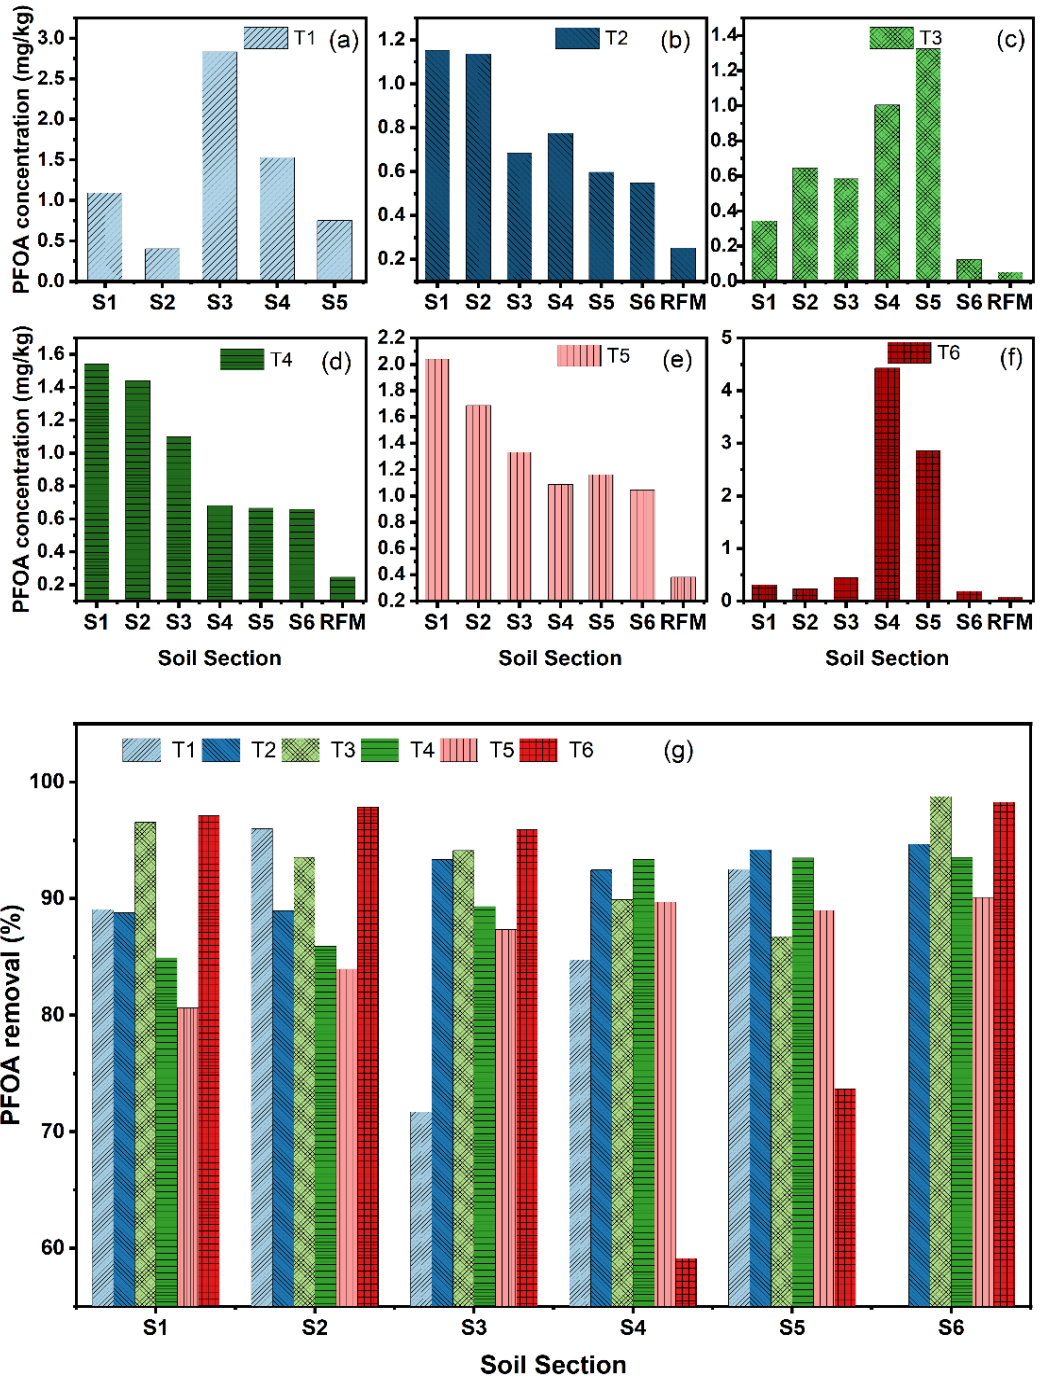 T1 (a)
PFOA concentration (mg/kg)
3.0
2.5
2.0
1.5
1.0
0.5
0.0
S1 S2 S3 S4 S5
T2 (b)
1.2
1.0
0.8
0.6
0.4
0.2
S1 S2 S3 S4 S5 S6 RFM
T3 (c)
1.4
1.2
1.0
0.8
0.6
0.4
0.2
0.0
S1 S2 S3 S4 S5 S6 RFM
T4 (d)
PFOA concentration (mg/kg)
1.6
1.4
1.2
1.0
0.8
0.6
0.4
0.2
S1 S2 S3 S4 S5 S6 RFM
Soil Section
T5 (e)
2.2
2.0
1.8
1.6
1.4
1.2
1.0
0.8
0.6
0.4
0.2
S1 S2 S3 S4 S5 S6 RFM
Soil Section
T6 (f)
5
4
3
2
1
0
S1 S2 S3 S4 S5 S6 RFM
Soil Section
T1 T2 T3 T4 T5 T6 (g)
PFOA removal (%)
100
90
80
70
60
S1 S2 S3 S4 S5 S6
Soil Section